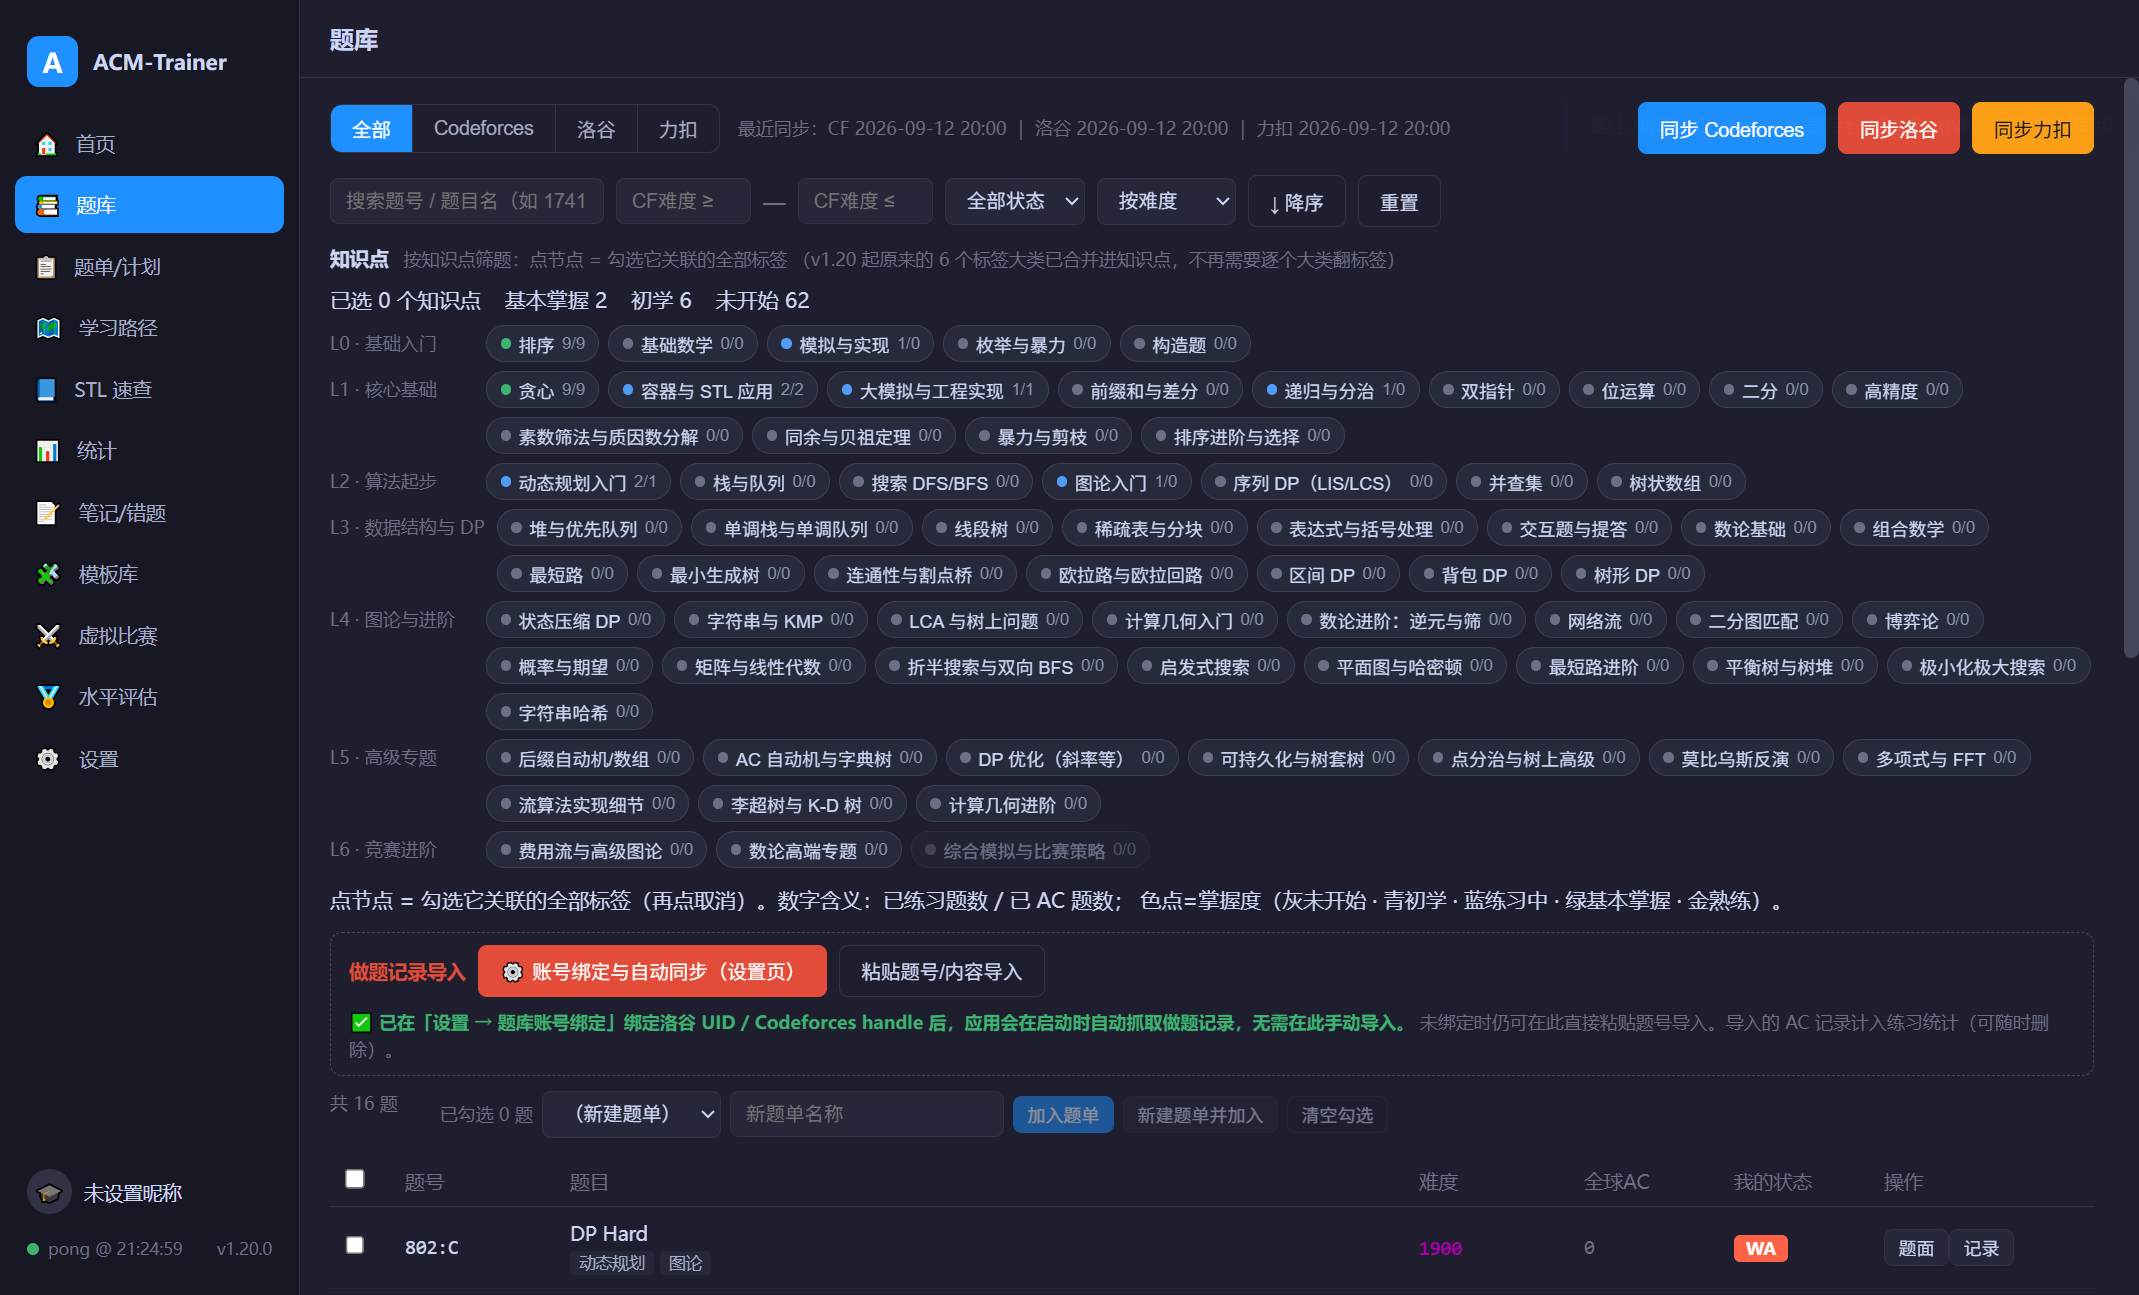 A ACM-Trainer
首页
题库
题单/计划
学习路径
STL 速查
统计
笔记/错题
模板库
虚拟比赛
水平评估
设置
未设置昵称
pong @ 21:24:59 v1.20.0
题库
全部 Codeforces 洛谷 力扣 最近同步：CF 2026-09-12 20:00 | 洛谷 2026-09-12 20:00 | 力扣 2026-09-12 20:00 同步 Codeforces 同步洛谷 同步力扣
搜索题号 / 题目名（如 1741 CF难度 ≥ — CF难度 ≤ 全部状态 按难度 ↓降序 重置
知识点 按知识点筛题：点节点 = 勾选它关联的全部标签 （v1.20 起原来的 6 个标签大类已合并进知识点，不再需要逐个大类翻标签）
已选 0 个知识点 基本掌握 2 初学 6 未开始 62
L0 · 基础入门 排序 9/9 基础数学 0/0 模拟与实现 1/0 枚举与暴力 0/0 构造题 0/0
L1 · 核心基础 贪心 9/9 容器与 STL 应用 2/2 大模拟与工程实现 1/1 前缀和与差分 0/0 递归与分治 1/0 双指针 0/0 位运算 0/0 二分 0/0 高精度 0/0
素数筛法与质因数分解 0/0 同余与贝祖定理 0/0 暴力与剪枝 0/0 排序进阶与选择 0/0
L2 · 算法起步 动态规划入门 2/1 栈与队列 0/0 搜索 DFS/BFS 0/0 图论入门 1/0 序列 DP（LIS/LCS） 0/0 并查集 0/0 树状数组 0/0
L3 · 数据结构与 DP 堆与优先队列 0/0 单调栈与单调队列 0/0 线段树 0/0 稀疏表与分块 0/0 表达式与括号处理 0/0 交互题与提答 0/0 数论基础 0/0 组合数学 0/0
最短路 0/0 最小生成树 0/0 连通性与割点桥 0/0 欧拉路与欧拉回路 0/0 区间 DP 0/0 背包 DP 0/0 树形 DP 0/0
L4 · 图论与进阶 状态压缩 DP 0/0 字符串与 KMP 0/0 LCA 与树上问题 0/0 计算几何入门 0/0 数论进阶：逆元与筛 0/0 网络流 0/0 二分图匹配 0/0 博弈论 0/0
概率与期望 0/0 矩阵与线性代数 0/0 折半搜索与双向 BFS 0/0 启发式搜索 0/0 平面图与哈密顿 0/0 最短路进阶 0/0 平衡树与树堆 0/0 极小化极大搜索 0/0
字符串哈希 0/0
L5 · 高级专题 后缀自动机/数组 0/0 AC 自动机与字典树 0/0 DP 优化（斜率等） 0/0 可持久化与树套树 0/0 点分治与树上高级 0/0 莫比乌斯反演 0/0 多项式与 FFT 0/0
流算法实现细节 0/0 李超树与 K-D 树 0/0 计算几何进阶 0/0
L6 · 竞赛进阶 费用流与高级图论 0/0 数论高端专题 0/0 综合模拟与比赛策略 0/0
点节点 = 勾选它关联的全部标签（再点取消）。数字含义：已练习题数 / 已 AC 题数； 色点=掌握度（灰未开始 · 青初学 · 蓝练习中 · 绿基本掌握 · 金熟练）。
做题记录导入 账号绑定与自动同步（设置页） 粘贴题号/内容导入
已在「设置 → 题库账号绑定」绑定洛谷 UID / Codeforces handle 后，应用会在启动时自动抓取做题记录，无需在此手动导入。 未绑定时仍可在此直接粘贴题号导入。导入的 AC 记录计入练习统计（可随时删
除）。
共 16 题 已勾选 0 题 （新建题单） 新题单名称 加入题单 新建题单并加入 清空勾选
题号 题目 难度 全球AC 我的状态 操作
802:C DP Hard 1900 0 WA 题面 记录
动态规划 图论